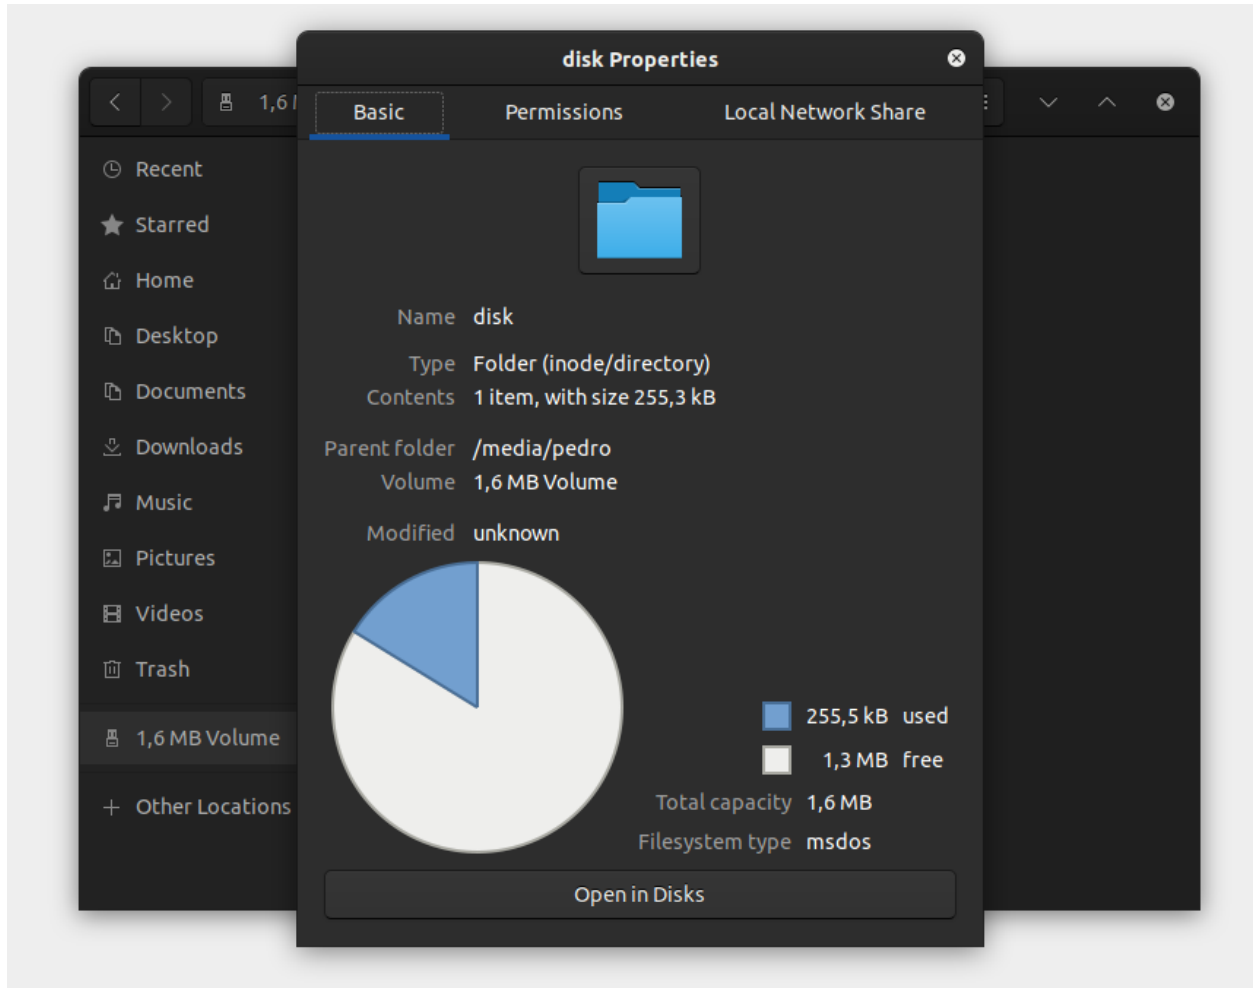 disk Properties
1,6
Basic Permissions Local Network Share
Recent
Starred
Home
Desktop
Documents
Downloads
Music
Pictures
Videos
Trash
1,6 MB Volume
+ Other Locations
Name disk
Type Folder (inode/directory)
Contents 1 item, with size 255,3 kB
Parent folder /media/pedro
Volume 1,6 MB Volume
Modified unknown
255,5 kB used
1,3 MB free
Total capacity 1,6 MB
Filesystem type msdos
Open in Disks